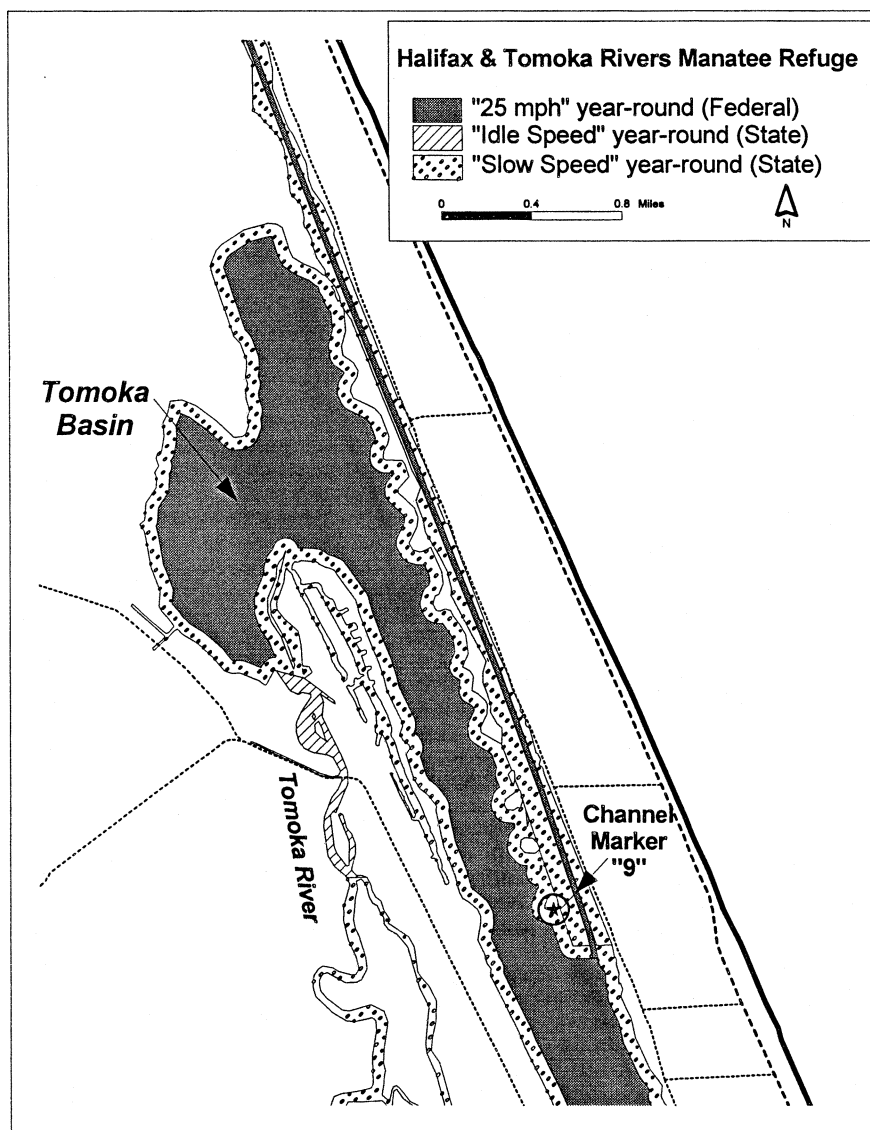 Halifax & Tomoka Rivers Manatee Refuge
"25 mph" year-round (Federal)
"Idle Speed" year-round (State)
"Slow Speed" year-round (State)
0 0.4 0.8 Miles
N
Tomoka
Basin
Tomoka River
Channel
Marker
"9"